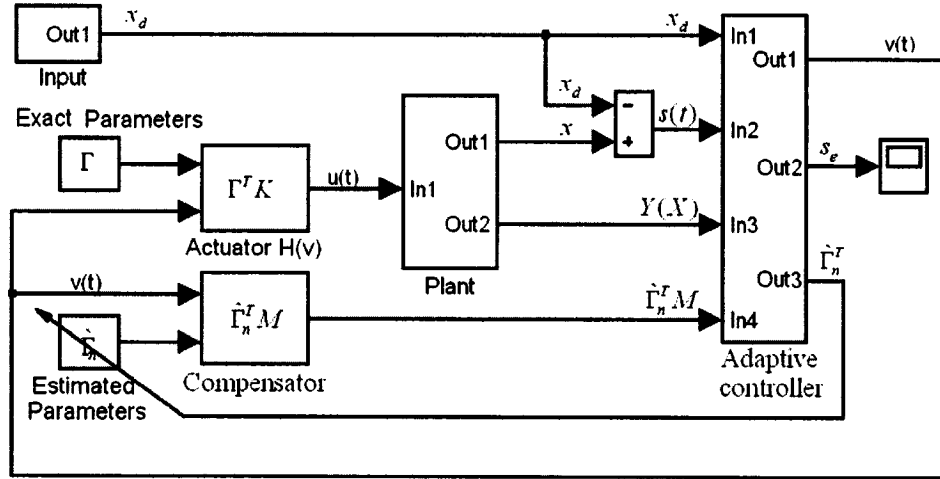 x_d
x_d
Out1
In1
v(t)
Out1
Input
x_d
-
s(t)
Exact Parameters
x
+
In2
Γ
Out1
Γ^T K
u(t)
In1
Out2
s_e
Out2
Y(X)
In3
Actuator H(v)
Γ̂_n^T
Plant
Out3
v(t)
Γ̂_n^T M
Γ̂_n^T M
In4
Γ̂_n
Estimated
Parameters
Compensator
Adaptive
controller